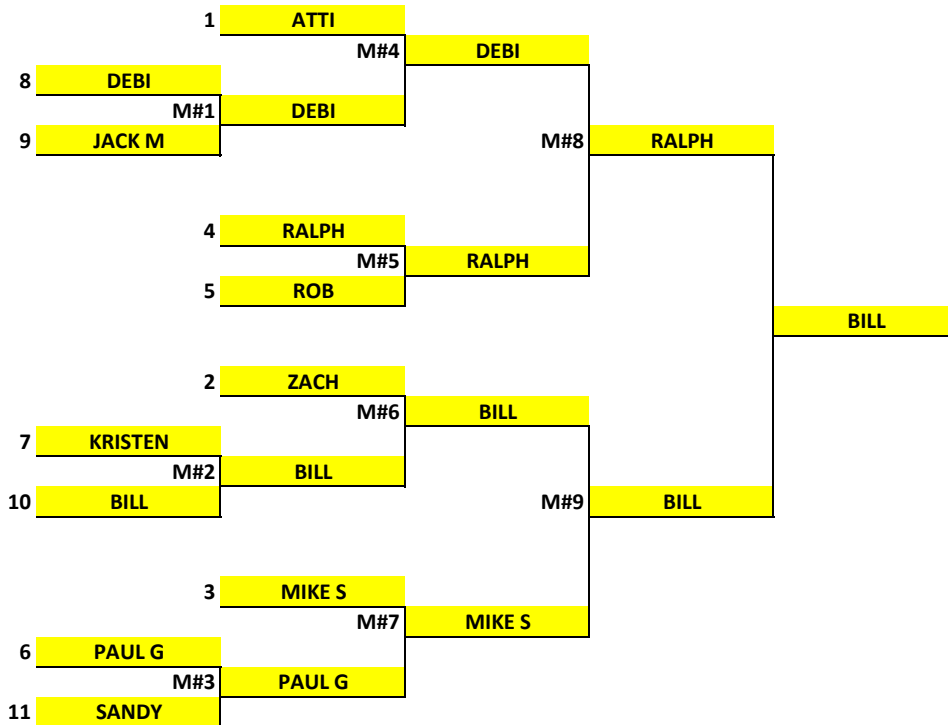 1 ATTI
M#4 DEBI
8 DEBI
M#1 DEBI
9 JACK M M#8 RALPH
4 RALPH
M#5 RALPH
5 ROB
BILL
2 ZACH
M#6 BILL
7 KRISTEN
M#2 BILL
10 BILL M#9 BILL
3 MIKE S
M#7 MIKE S
6 PAUL G
M#3 PAUL G
11 SANDY